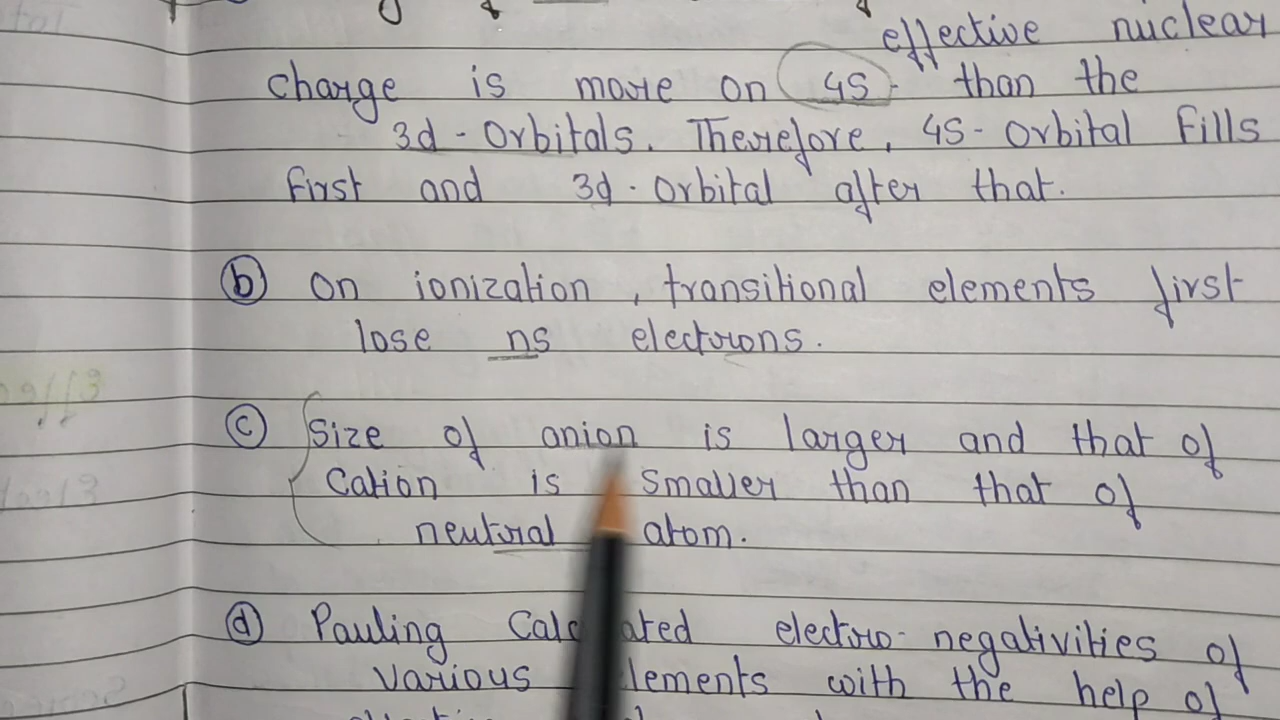 effective nuclear
charge is more on 4s than the
3d-orbitals. Therefore, 4s-orbital fills
first and 3d-orbital after that.
(b) On ionization, transitional elements first
lose ns electrons.
(c) Size of anion is larger and that of
Cation is smaller than that of
neutral atom.
(d) Pauling electro-negativities of
various with the help of